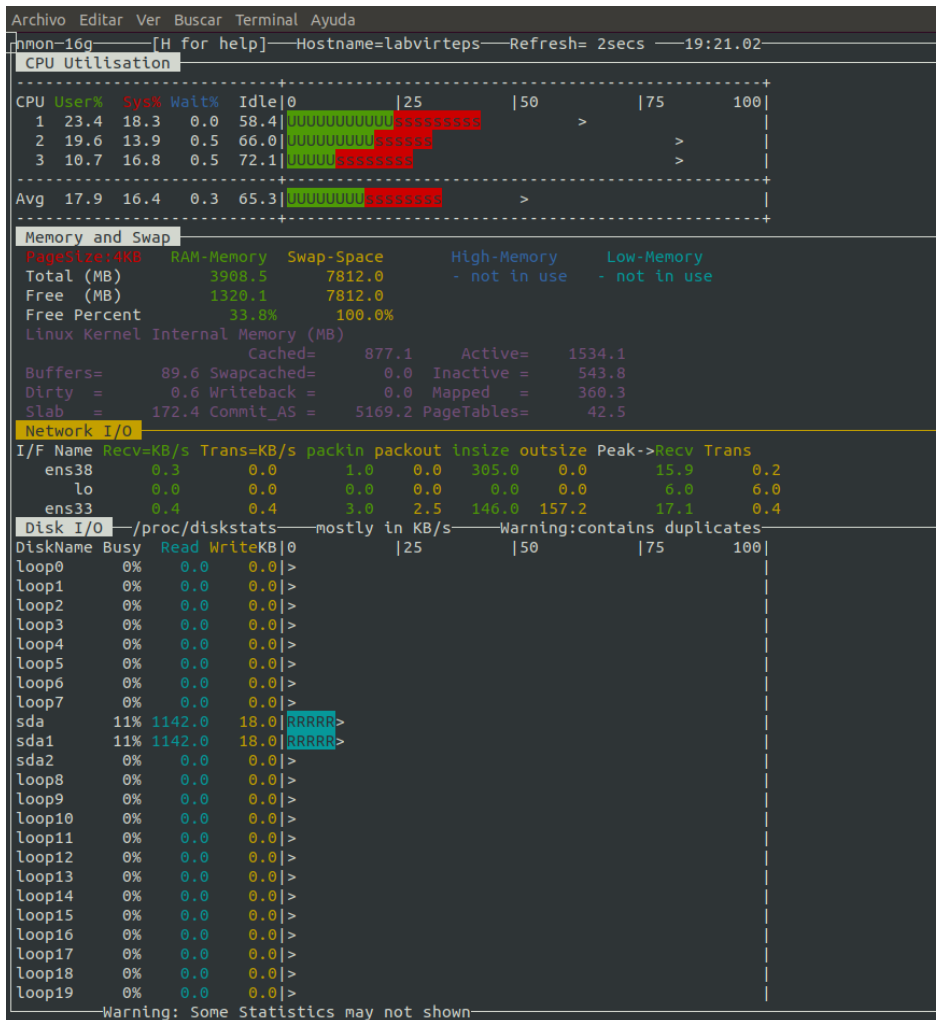 Archivo Editar Ver Buscar Terminal Ayuda
nmon─16g─────[H for help]───Hostname=labvirteps───Refresh= 2secs ───19:21.02─
CPU Utilisation
---------------------------+-------------------------------------------------+
CPU User% Sys% Wait% Idle|0 |25 |50 |75 100|
1 23.4 18.3 0.0 58.4|UUUUUUUUUUUsssssssss > |
2 19.6 13.9 0.5 66.0|UUUUUUUUUssssss > |
3 10.7 16.8 0.5 72.1|UUUUUssssssss > |
---------------------------+-------------------------------------------------+
Avg 17.9 16.4 0.3 65.3|UUUUUUUUssssssss > |
---------------------------+-------------------------------------------------+
Memory and Swap
PageSize:4KB RAM-Memory Swap-Space High-Memory Low-Memory
Total (MB) 3908.5 7812.0 - not in use - not in use
Free (MB) 1320.1 7812.0
Free Percent 33.8% 100.0%
Linux Kernel Internal Memory (MB)
Cached= 877.1 Active= 1534.1
Buffers= 89.6 Swapcached= 0.0 Inactive = 543.8
Dirty = 0.6 Writeback = 0.0 Mapped = 360.3
Slab = 172.4 Commit_AS = 5169.2 PageTables= 42.5
Network I/O
I/F Name Recv=KB/s Trans=KB/s packin packout insize outsize Peak->Recv Trans
ens38 0.3 0.0 1.0 0.0 305.0 0.0 15.9 0.2
lo 0.0 0.0 0.0 0.0 0.0 0.0 6.0 6.0
ens33 0.4 0.4 3.0 2.5 146.0 157.2 17.1 0.4
Disk I/O ──/proc/diskstats────mostly in KB/s─────Warning:contains duplicates─
DiskName Busy Read WriteKB|0 |25 |50 |75 100|
loop0 0% 0.0 0.0|> |
loop1 0% 0.0 0.0|> |
loop2 0% 0.0 0.0|> |
loop3 0% 0.0 0.0|> |
loop4 0% 0.0 0.0|> |
loop5 0% 0.0 0.0|> |
loop6 0% 0.0 0.0|> |
loop7 0% 0.0 0.0|> |
sda 11% 1142.0 18.0|RRRRR> |
sda1 11% 1142.0 18.0|RRRRR> |
sda2 0% 0.0 0.0|> |
loop8 0% 0.0 0.0|> |
loop9 0% 0.0 0.0|> |
loop10 0% 0.0 0.0|> |
loop11 0% 0.0 0.0|> |
loop12 0% 0.0 0.0|> |
loop13 0% 0.0 0.0|> |
loop14 0% 0.0 0.0|> |
loop15 0% 0.0 0.0|> |
loop16 0% 0.0 0.0|> |
loop17 0% 0.0 0.0|> |
loop18 0% 0.0 0.0|> |
loop19 0% 0.0 0.0|> |
Warning: Some Statistics may not shown